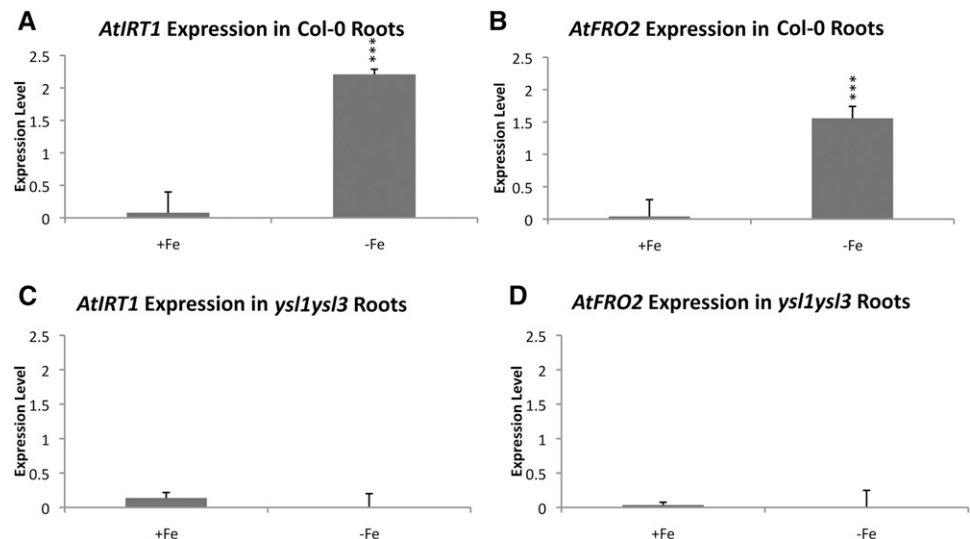 A
AtIRT1 Expression in Col-0 Roots
Expression Level
2.5
2
1.5
1
0.5
0
***
+Fe
-Fe
B
AtFRO2 Expression in Col-0 Roots
Expression Level
2.5
2
1.5
1
0.5
0
***
+Fe
-Fe
C
AtIRT1 Expression in ysl1ysl3 Roots
Expression Level
2.5
2
1.5
1
0.5
0
+Fe
-Fe
D
AtFRO2 Expression in ysl1ysl3 Roots
Expression Level
2.5
2
1.5
1
0.5
0
+Fe
-Fe